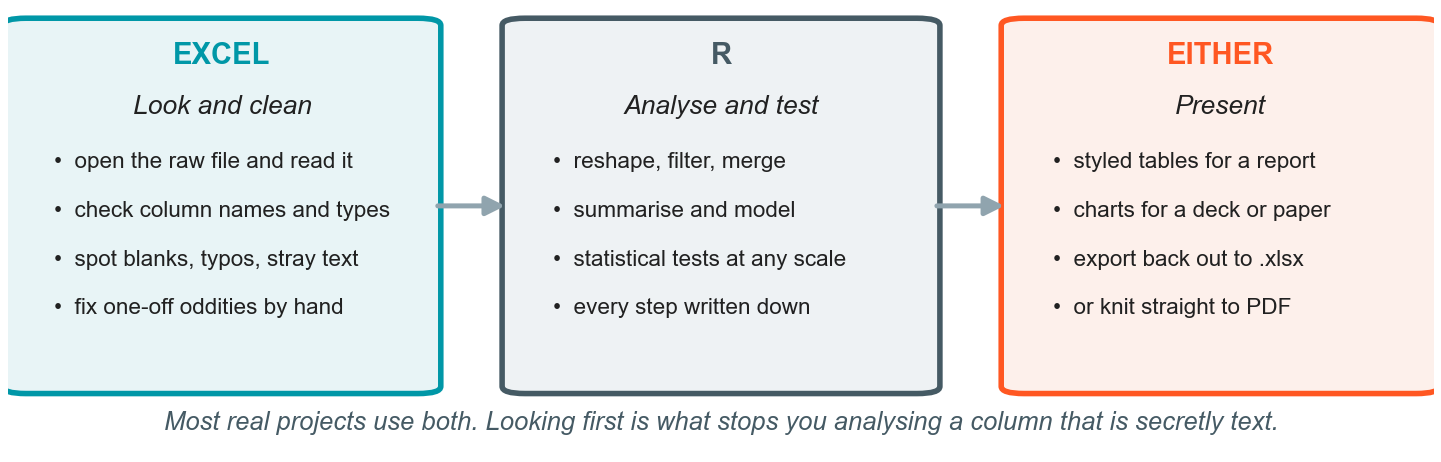 EXCEL
Look and clean
• open the raw file and read it
• check column names and types
• spot blanks, typos, stray text
• fix one-off oddities by hand
R
Analyse and test
• reshape, filter, merge
• summarise and model
• statistical tests at any scale
• every step written down
EITHER
Present
• styled tables for a report
• charts for a deck or paper
• export back out to .xlsx
• or knit straight to PDF
Most real projects use both. Looking first is what stops you analysing a column that is secretly text.